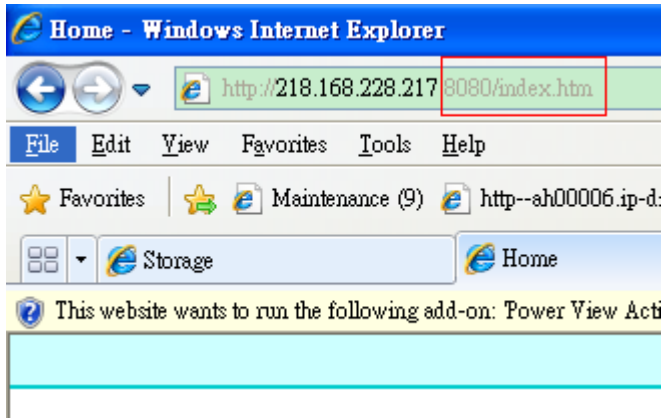 Home - Windows Internet Explorer
http://218.168.228.217:8080/index.htm
File Edit View Favorites Tools Help
Favorites Maintenance (9) http--ah00006.ip-d
Storage Home
This website wants to run the following add-on: 'Power View Acti